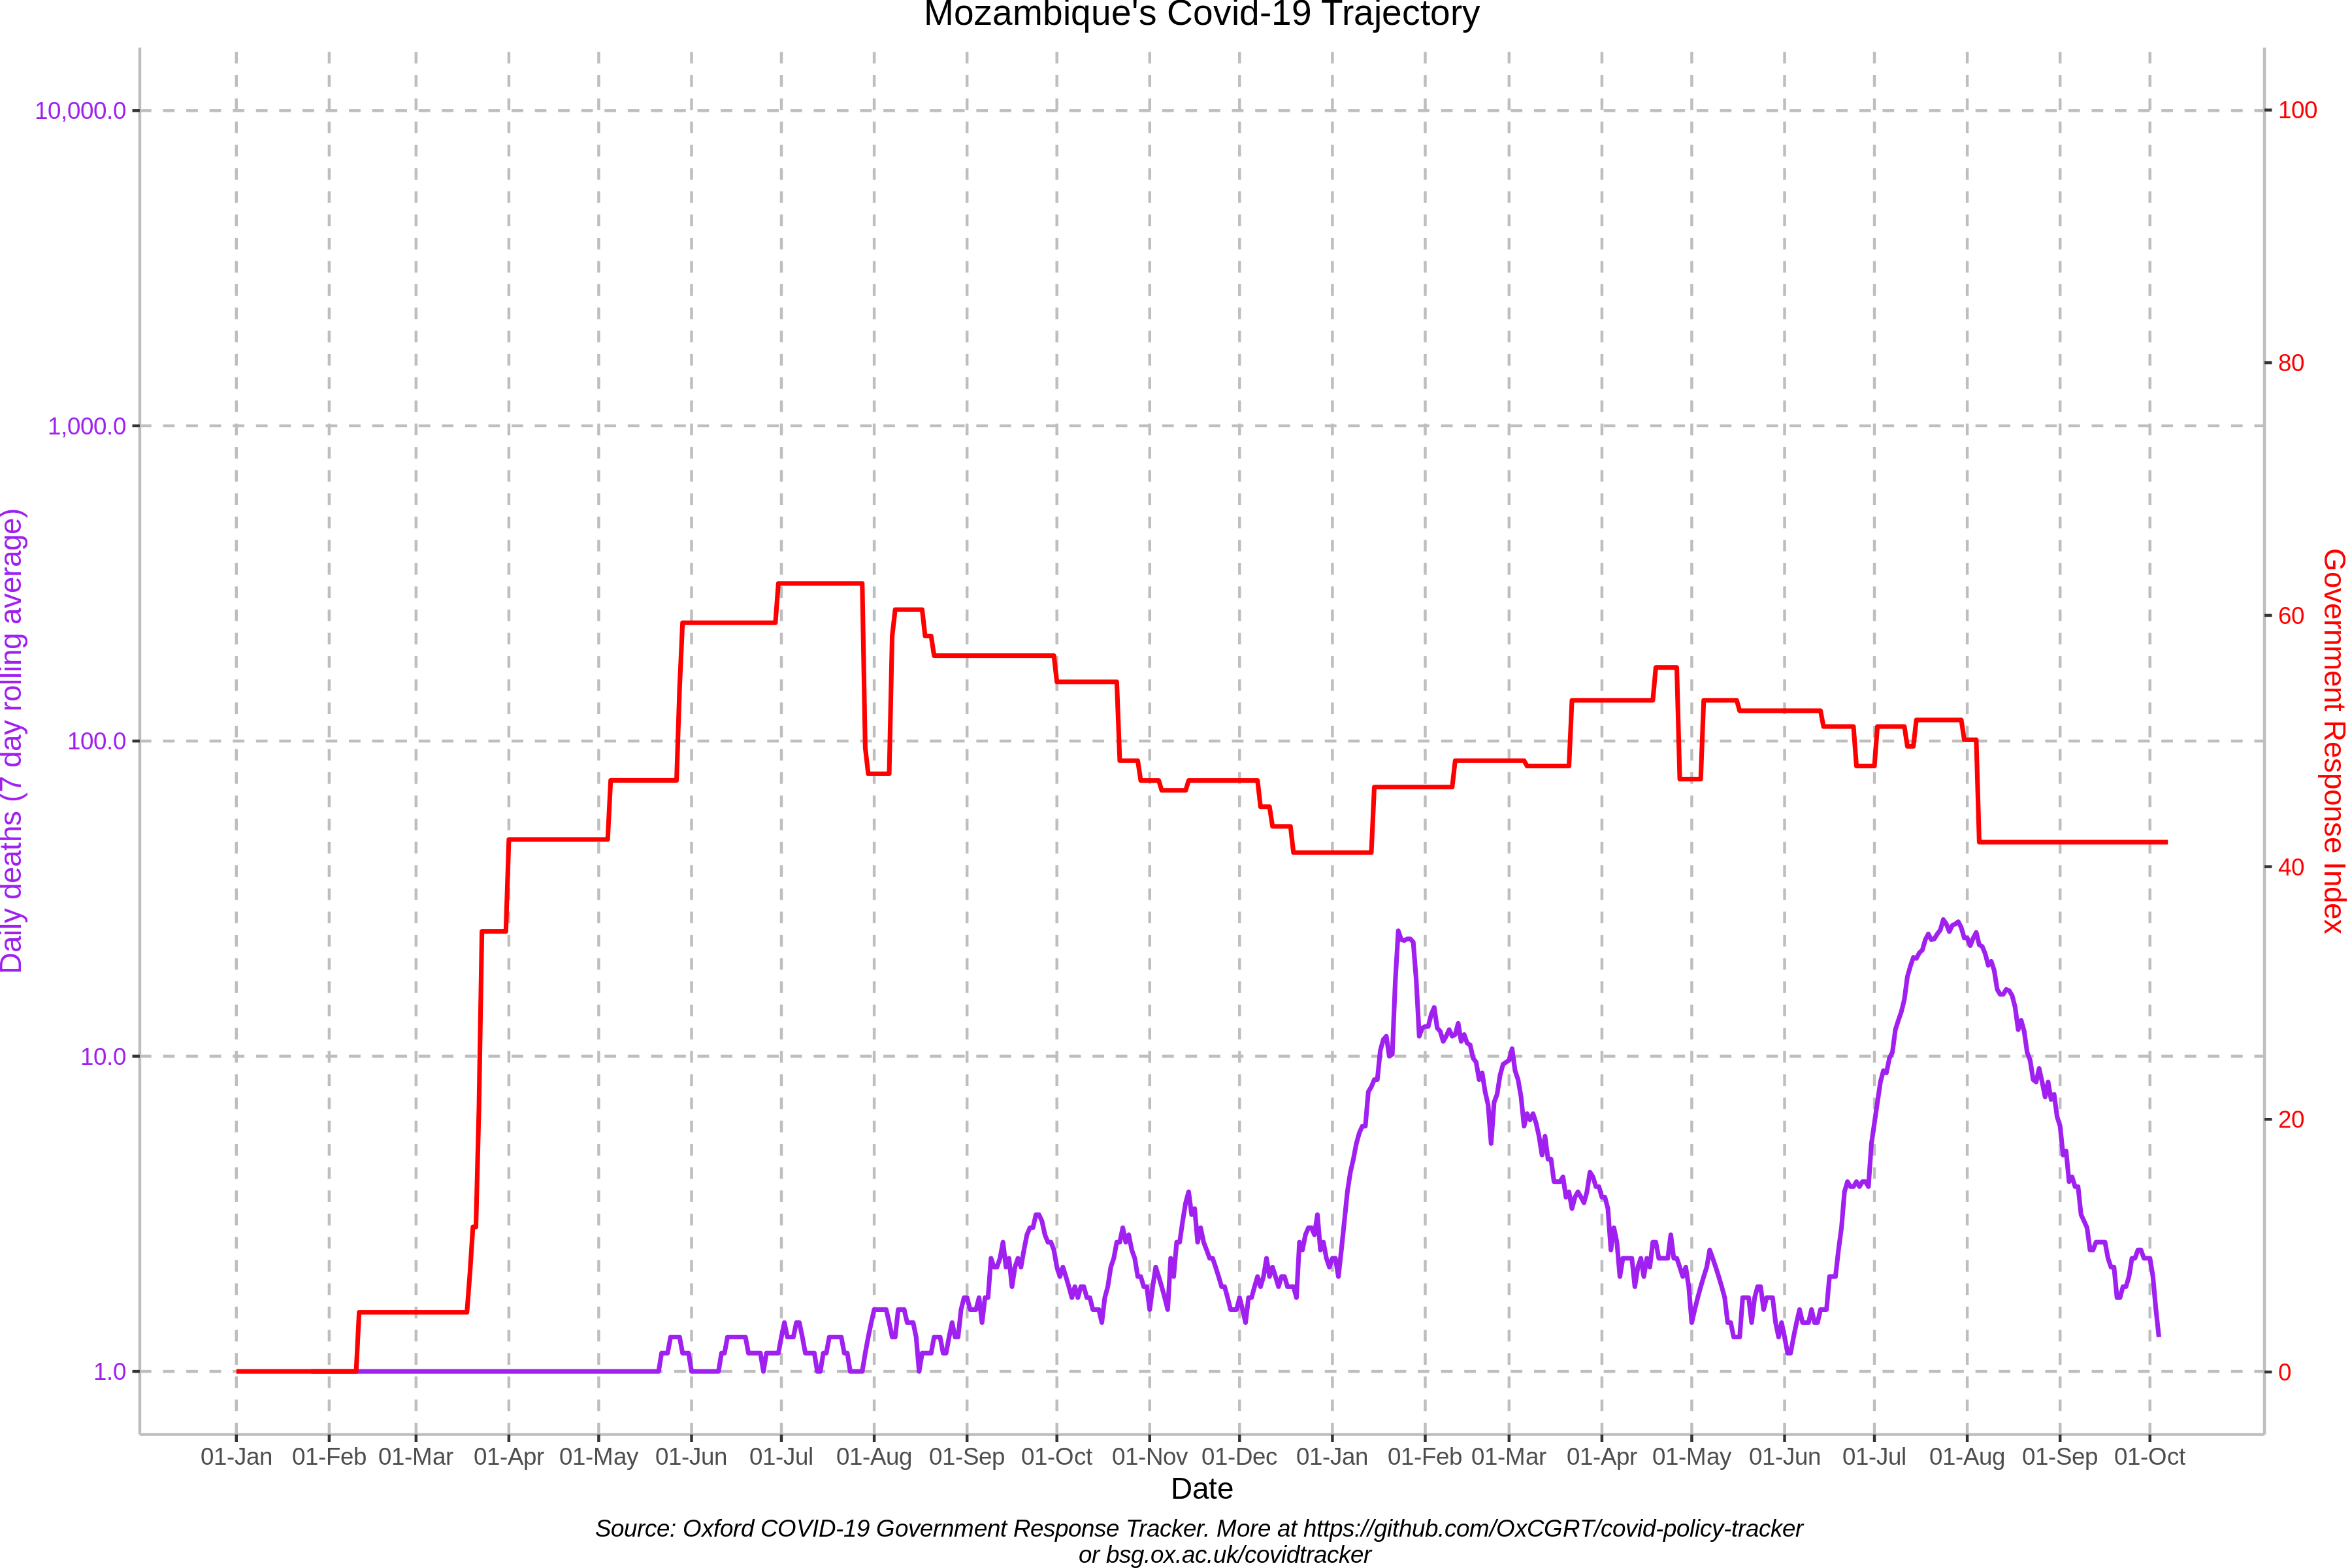 Mozambique's Covid-19 Trajectory
10,000.0
1,000.0
100.0
10.0
1.0
Daily deaths (7 day rolling average)
100
80
60
40
20
0
Government Response Index
01-Jan 01-Feb 01-Mar 01-Apr 01-May 01-Jun 01-Jul 01-Aug 01-Sep 01-Oct 01-Nov 01-Dec 01-Jan 01-Feb 01-Mar 01-Apr 01-May 01-Jun 01-Jul 01-Aug 01-Sep 01-Oct
Date
Source: Oxford COVID-19 Government Response Tracker. More at https://github.com/OxCGRT/covid-policy-tracker
or bsg.ox.ac.uk/covidtracker